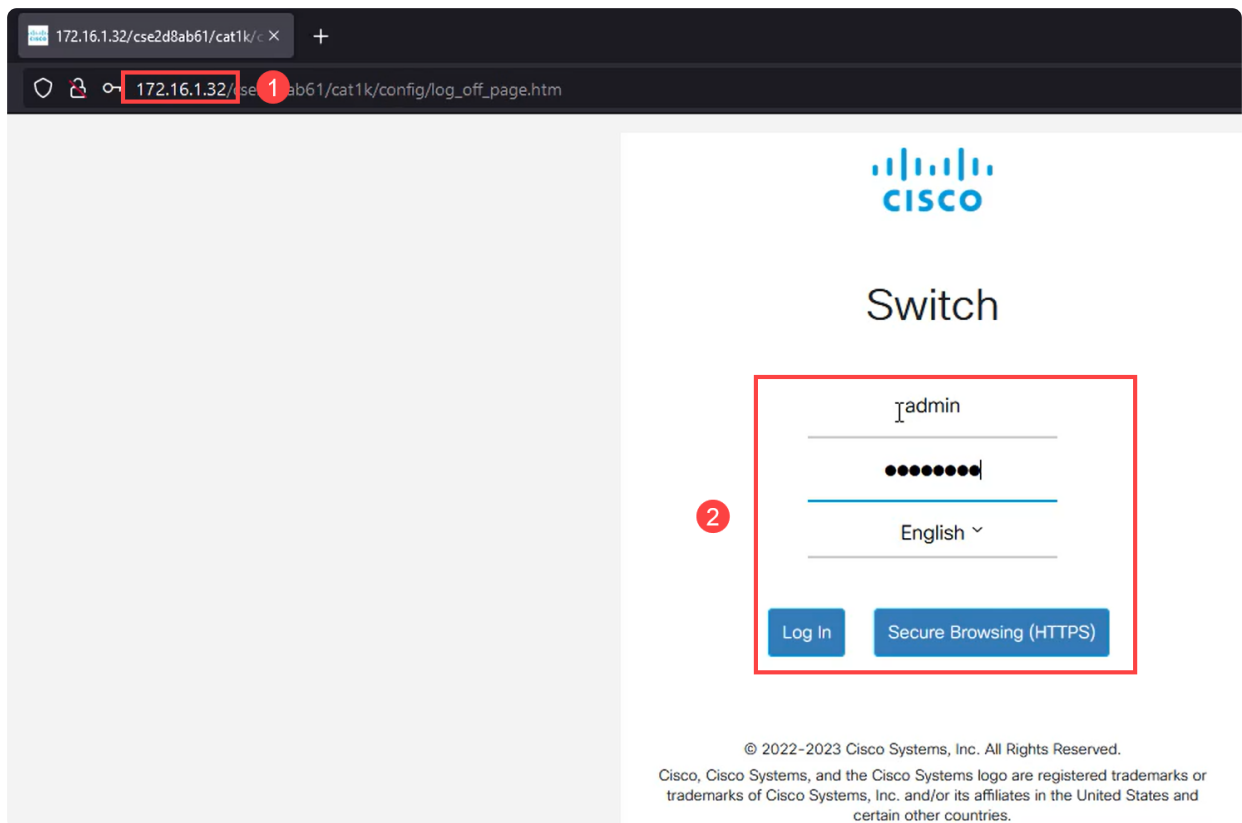 172.16.1.32/cse2d8ab61/cat1k/c
172.16.1.32/cse ab61/cat1k/config/log_off_page.htm
1
CISCO
Switch
admin
2
English
Log In
Secure Browsing (HTTPS)
© 2022-2023 Cisco Systems, Inc. All Rights Reserved.
Cisco, Cisco Systems, and the Cisco Systems logo are registered trademarks or
trademarks of Cisco Systems, Inc. and/or its affiliates in the United States and
certain other countries.